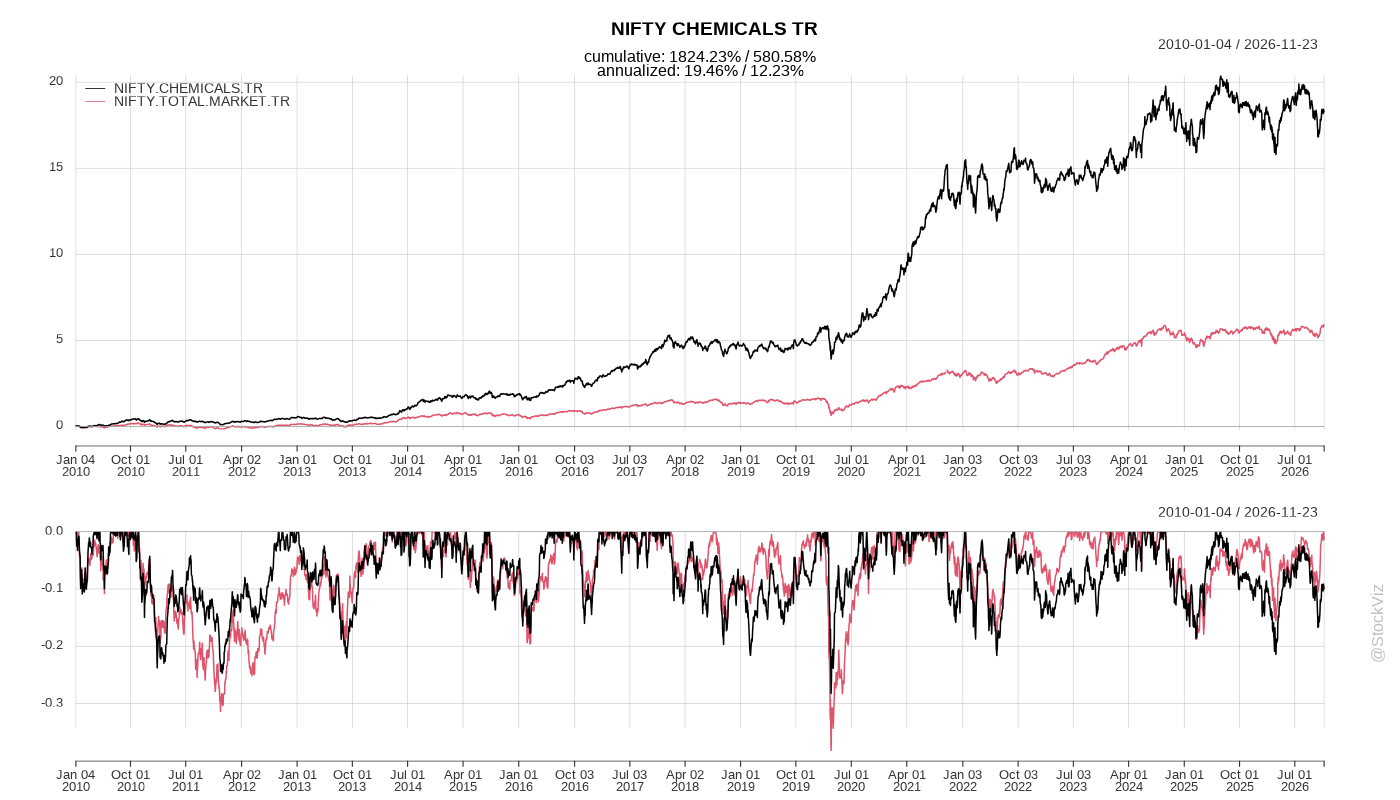 NIFTY CHEMICALS TR
cumulative: 1824.23% / 580.58%
annualized: 19.46% / 12.23%
2010-01-04 / 2026-11-23
NIFTY.CHEMICALS.TR
NIFTY.TOTAL.MARKET.TR
20
15
10
5
0
Jan 04 Oct 01 Jul 01 Apr 02 Jan 01 Oct 01 Jul 01 Apr 01 Jan 01 Oct 03 Jul 03 Apr 02 Jan 01 Oct 01 Jul 01 Apr 01 Jan 03 Oct 03 Jul 03 Apr 01 Jan 01 Oct 01 Jul 01
2010 2010 2011 2012 2013 2013 2014 2015 2016 2016 2017 2018 2019 2019 2020 2021 2022 2022 2023 2024 2025 2025 2026
2010-01-04 / 2026-11-23
0.0
-0.1
-0.2
-0.3
Jan 04 Oct 01 Jul 01 Apr 02 Jan 01 Oct 01 Jul 01 Apr 01 Jan 01 Oct 03 Jul 03 Apr 02 Jan 01 Oct 01 Jul 01 Apr 01 Jan 03 Oct 03 Jul 03 Apr 01 Jan 01 Oct 01 Jul 01
2010 2010 2011 2012 2013 2013 2014 2015 2016 2016 2017 2018 2019 2019 2020 2021 2022 2022 2023 2024 2025 2025 2026
@StockViz